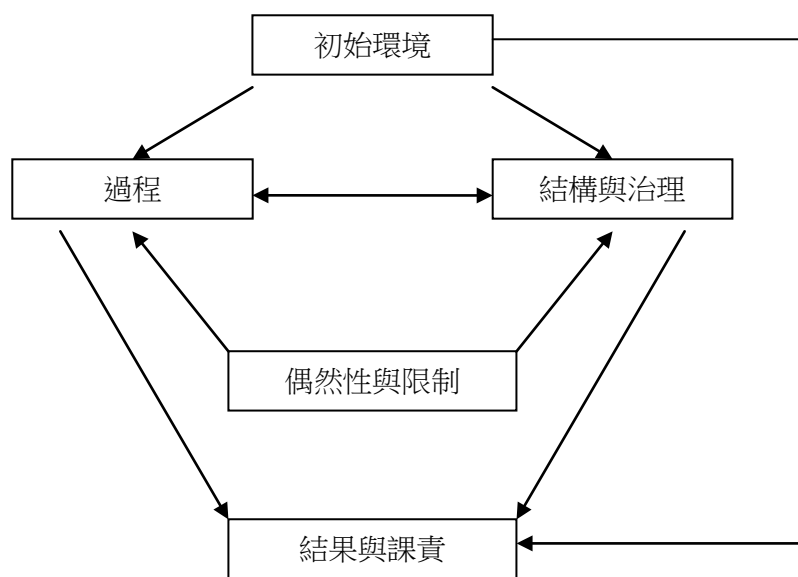 初始環境
過程
結構與治理
偶然性與限制
結果與課責